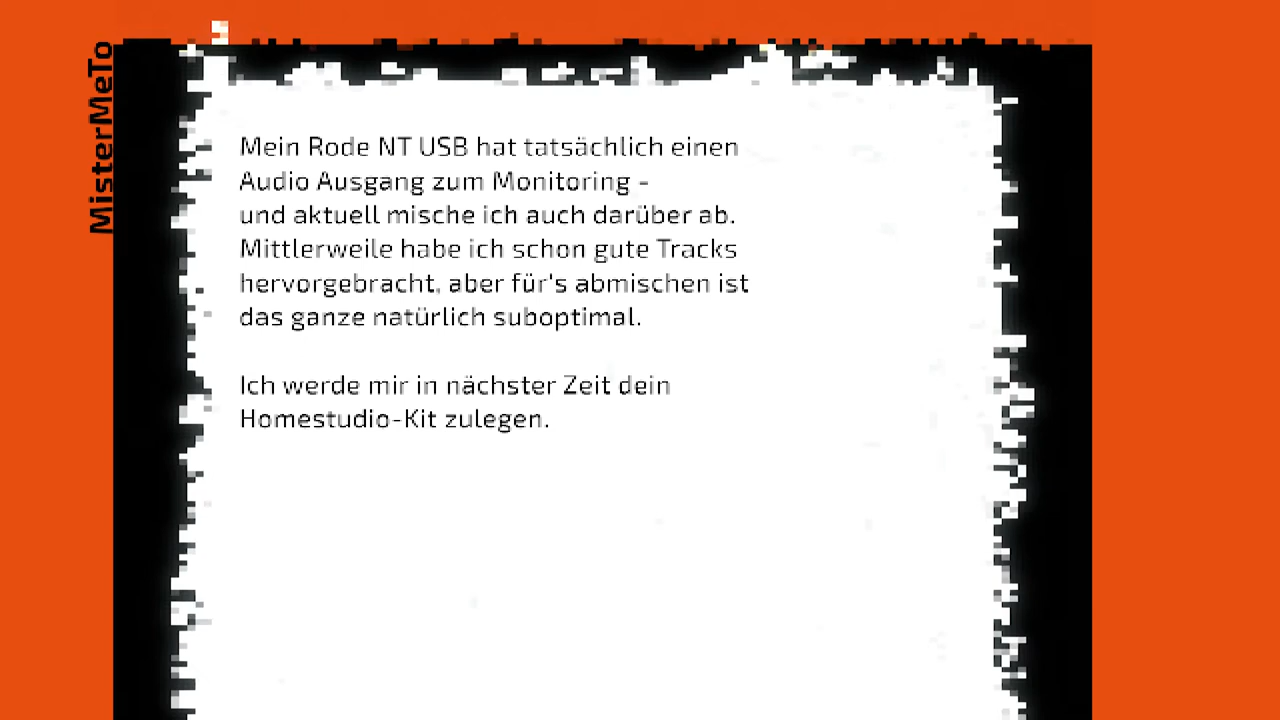 MisterMeTo
Mein Rode NT USB hat tatsächlich einen
Audio Ausgang zum Monitoring -
und aktuell mische ich auch darüber ab.
Mittlerweile habe ich schon gute Tracks
hervorgebracht, aber für's abmischen ist
das ganze natürlich suboptimal.
Ich werde mir in nächster Zeit dein
Homestudio-Kit zulegen.